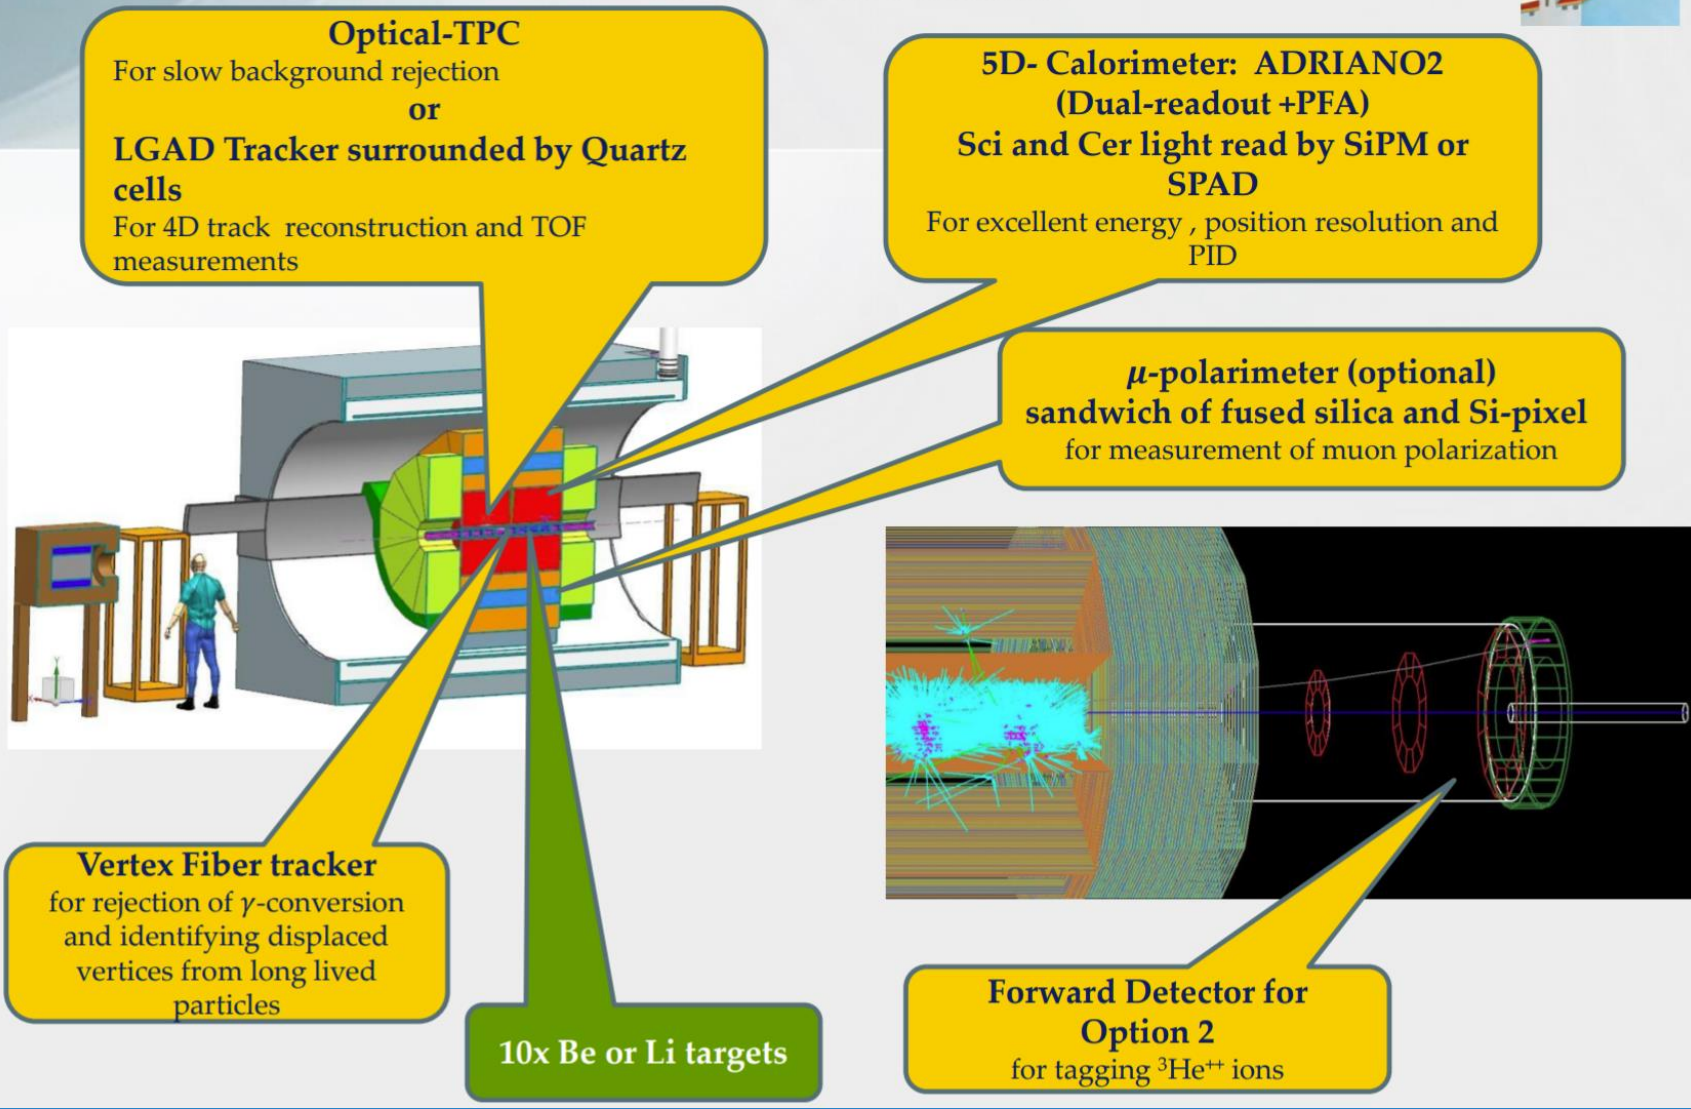 Optical-TPC
For slow background rejection
or
LGAD Tracker surrounded by Quartz
cells
For 4D track reconstruction and TOF
measurements
5D- Calorimeter: ADRIANO2
(Dual-readout +PFA)
Sci and Cer light read by SiPM or
SPAD
For excellent energy , position resolution and
PID
μ-polarimeter (optional)
sandwich of fused silica and Si-pixel
for measurement of muon polarization
Vertex Fiber tracker
for rejection of γ-conversion
and identifying displaced
vertices from long lived
particles
10x Be or Li targets
Forward Detector for
Option 2
for tagging ³He⁺⁺ ions